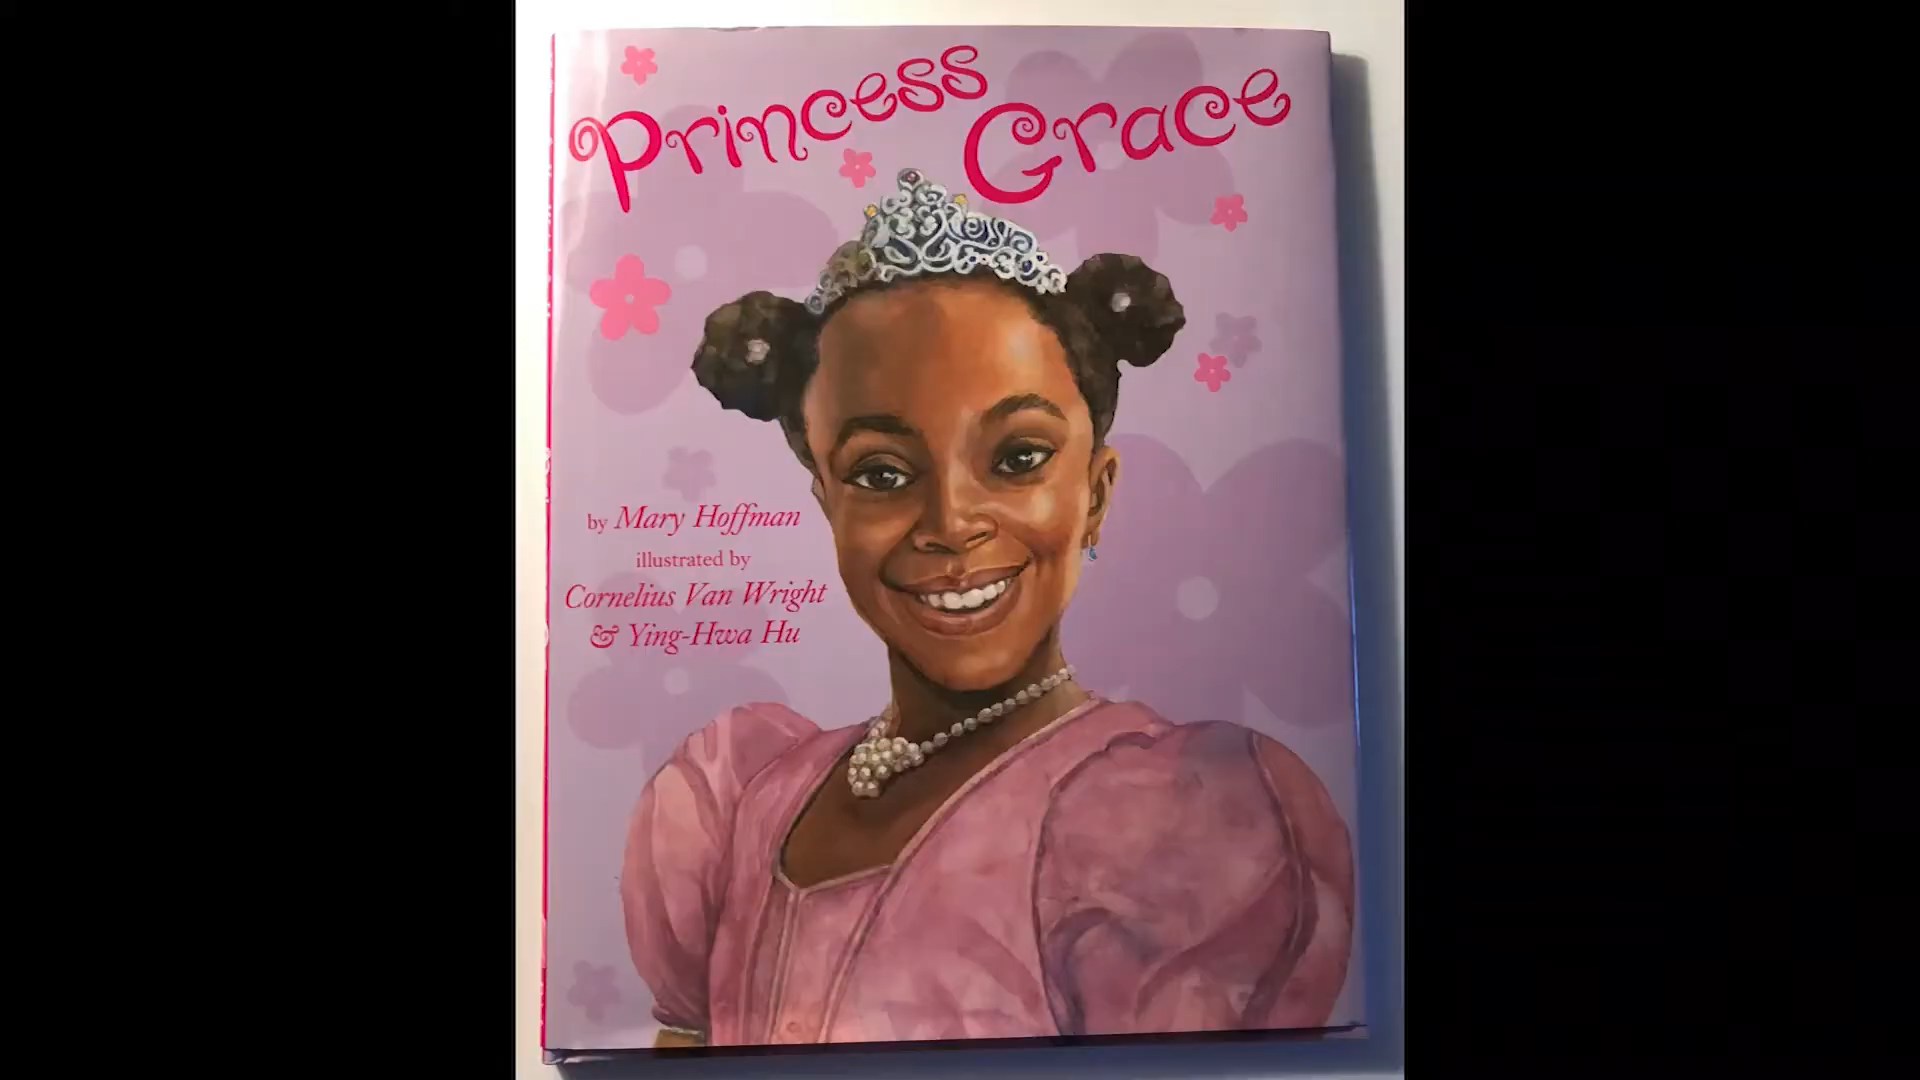 Princess
Grace
by Mary Hoffman
illustrated by
Cornelius Van Wright
& Ying-Hwa Hu